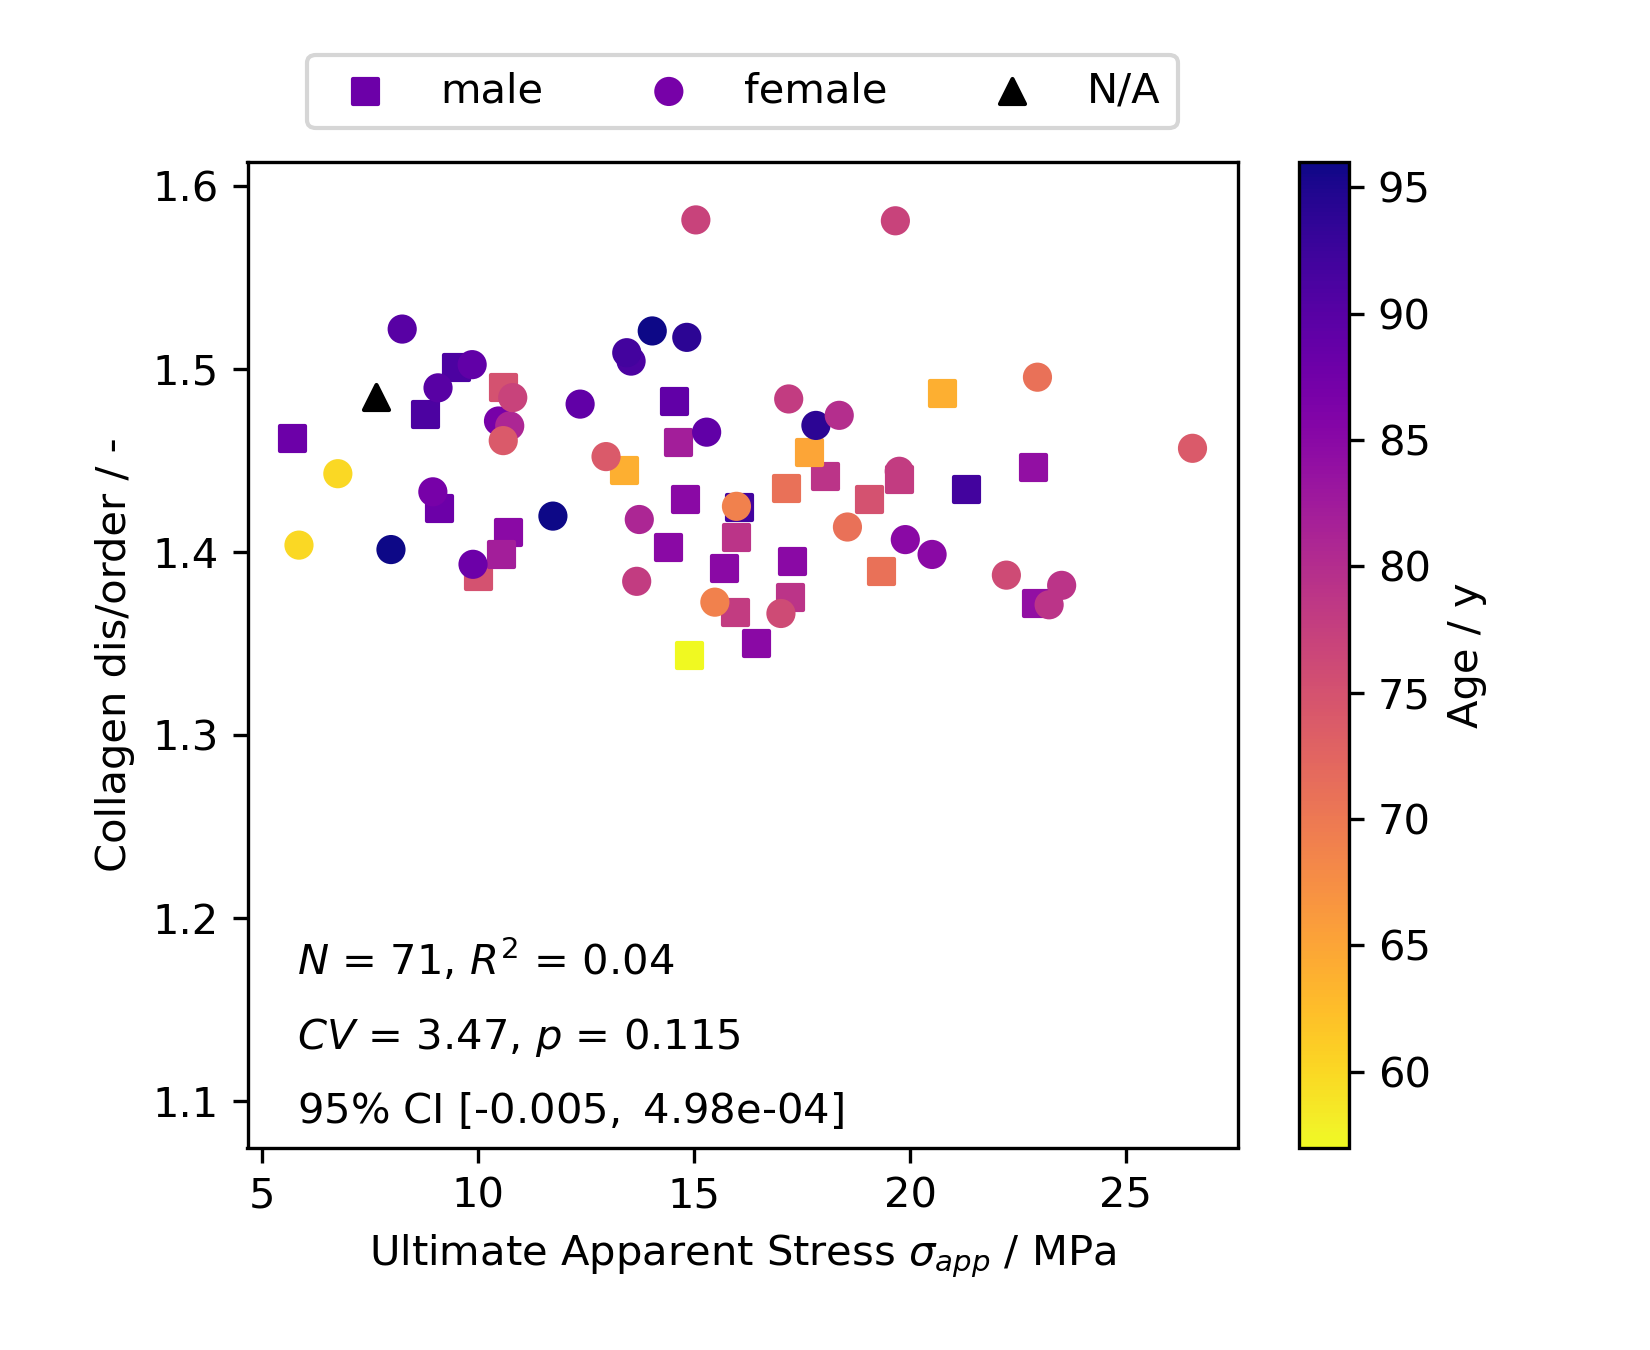 male female N/A
1.6
1.5
1.4
1.3
1.2
1.1
Collagen dis/order / -
N = 71, R² = 0.04
CV = 3.47, p = 0.115
95% CI [-0.005, 4.98e-04]
5 10 15 20 25
Ultimate Apparent Stress σ_app / MPa
95
90
85
80
75
70
65
60
Age / y